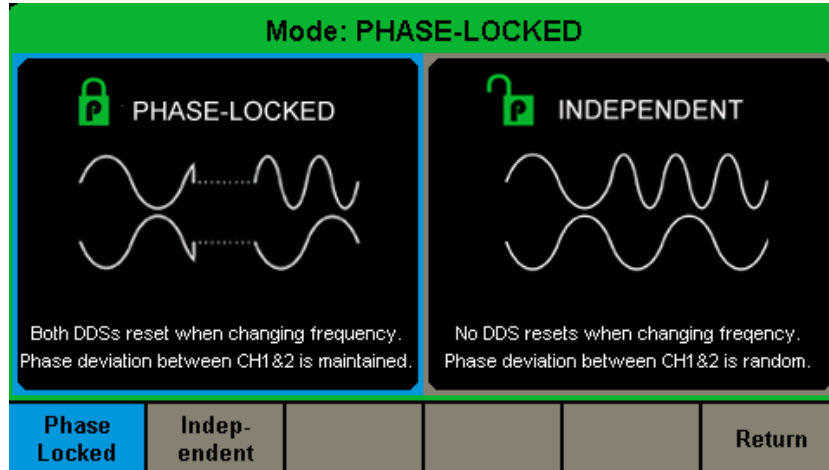 Mode: PHASE-LOCKED
P PHASE-LOCKED
Both DDSs reset when changing frequency.
Phase deviation between CH1&2 is maintained.
P INDEPENDENT
No DDS resets when changing freqency.
Phase deviation between CH1&2 is random.
Phase
Locked
Indep-
endent
Return